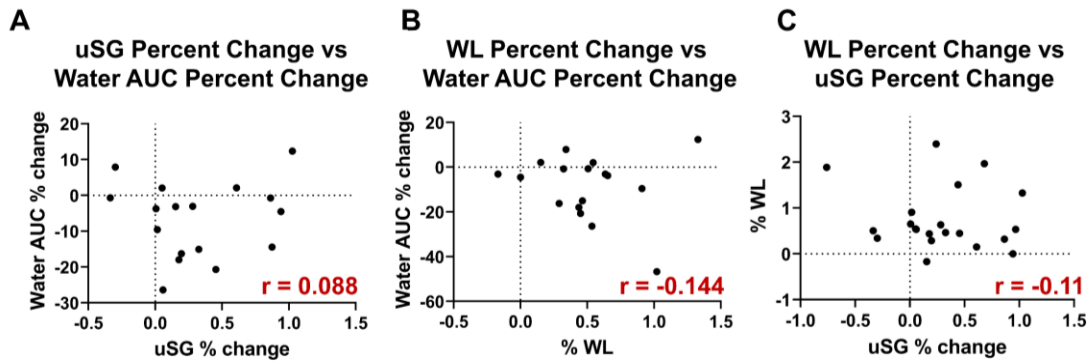 A
uSG Percent Change vs
Water AUC Percent Change
Water AUC % change
20
10
0
-10
-20
-30
-0.5
0.0
0.5
1.0
1.5
uSG % change
r = 0.088
B
WL Percent Change vs
Water AUC Percent Change
Water AUC % change
20
0
-20
-40
-60
-0.5
0.0
0.5
1.0
1.5
% WL
r = -0.144
C
WL Percent Change vs
uSG Percent Change
% WL
3
2
1
0
-1
-1.0
-0.5
0.0
0.5
1.0
1.5
uSG % change
r = -0.11